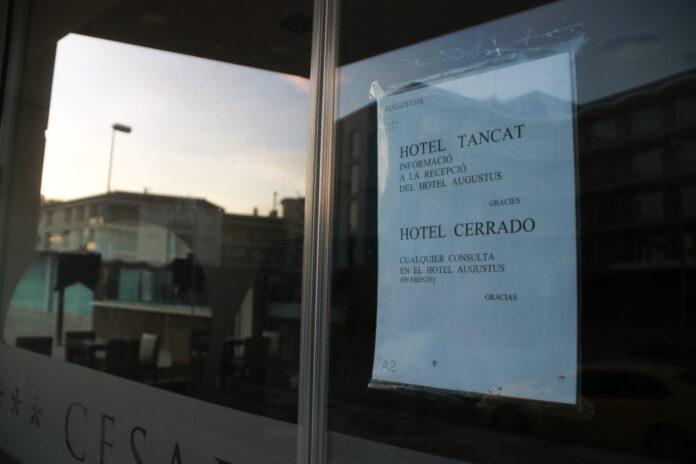 AUGUSTUS
HOTEL TANCAT
INFORMACIÓ
A LA RECEPCIÓ
DEL HOTEL AUGUSTUS
GRACIES
HOTEL CERRADO
CUALQUIER CONSULTA
EN EL HOTEL AUGUSTUS
(EN FRENTE)
GRACIAS
A2
** CESA